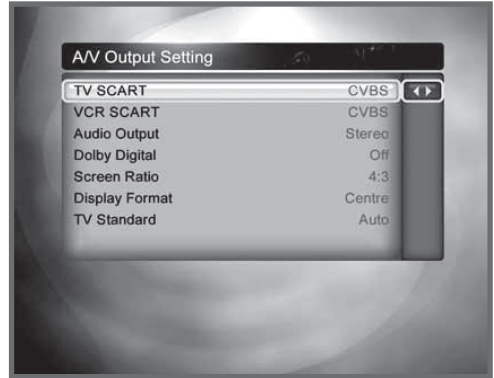 A/V Output Setting
TV SCART CVBS
VCR SCART CVBS
Audio Output Stereo
Dolby Digital Off
Screen Ratio 4:3
Display Format Centre
TV Standard Auto